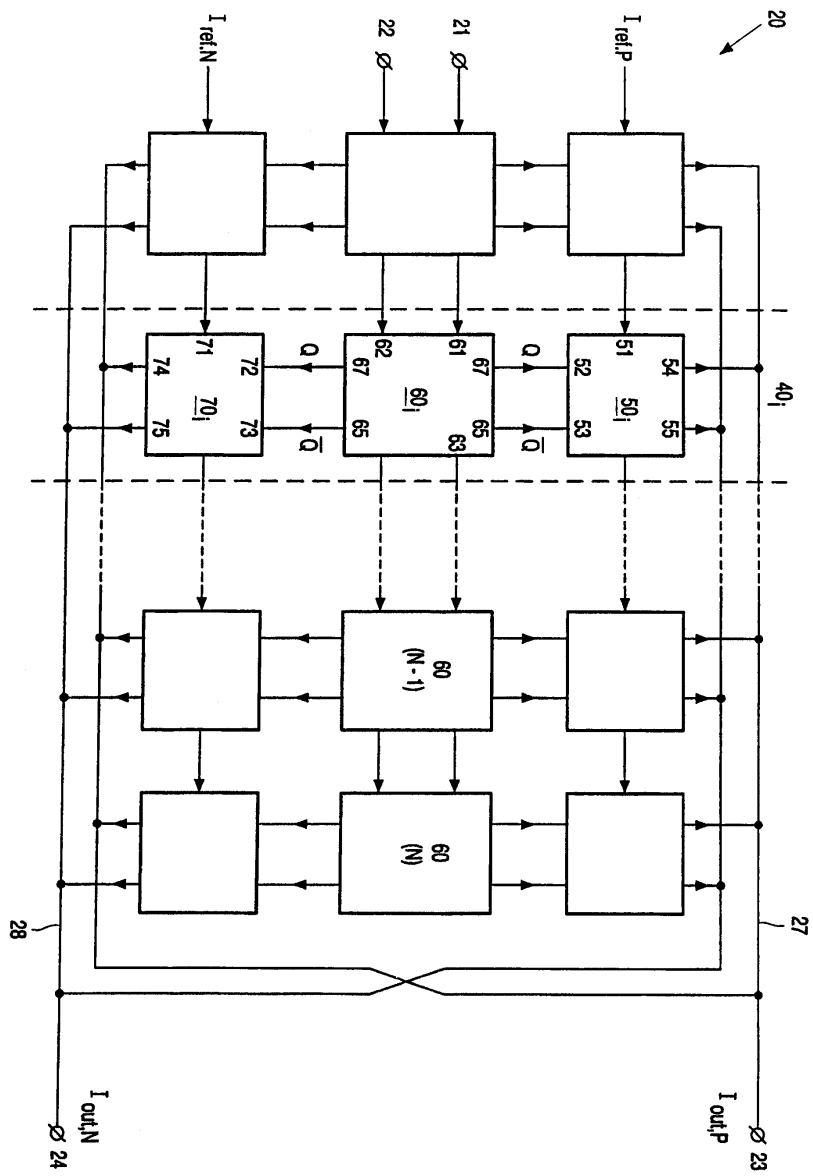 20
40i
27
23
I out,P
54 55
I ref.P
51
50i
52 53
Q Q̅
67 65
21
61
63
60i
60
(N - 1)
60
(N)
22
62
67 65
Q Q̅
72 73
I ref.N
71
70i
74 75
I out,N
24
28